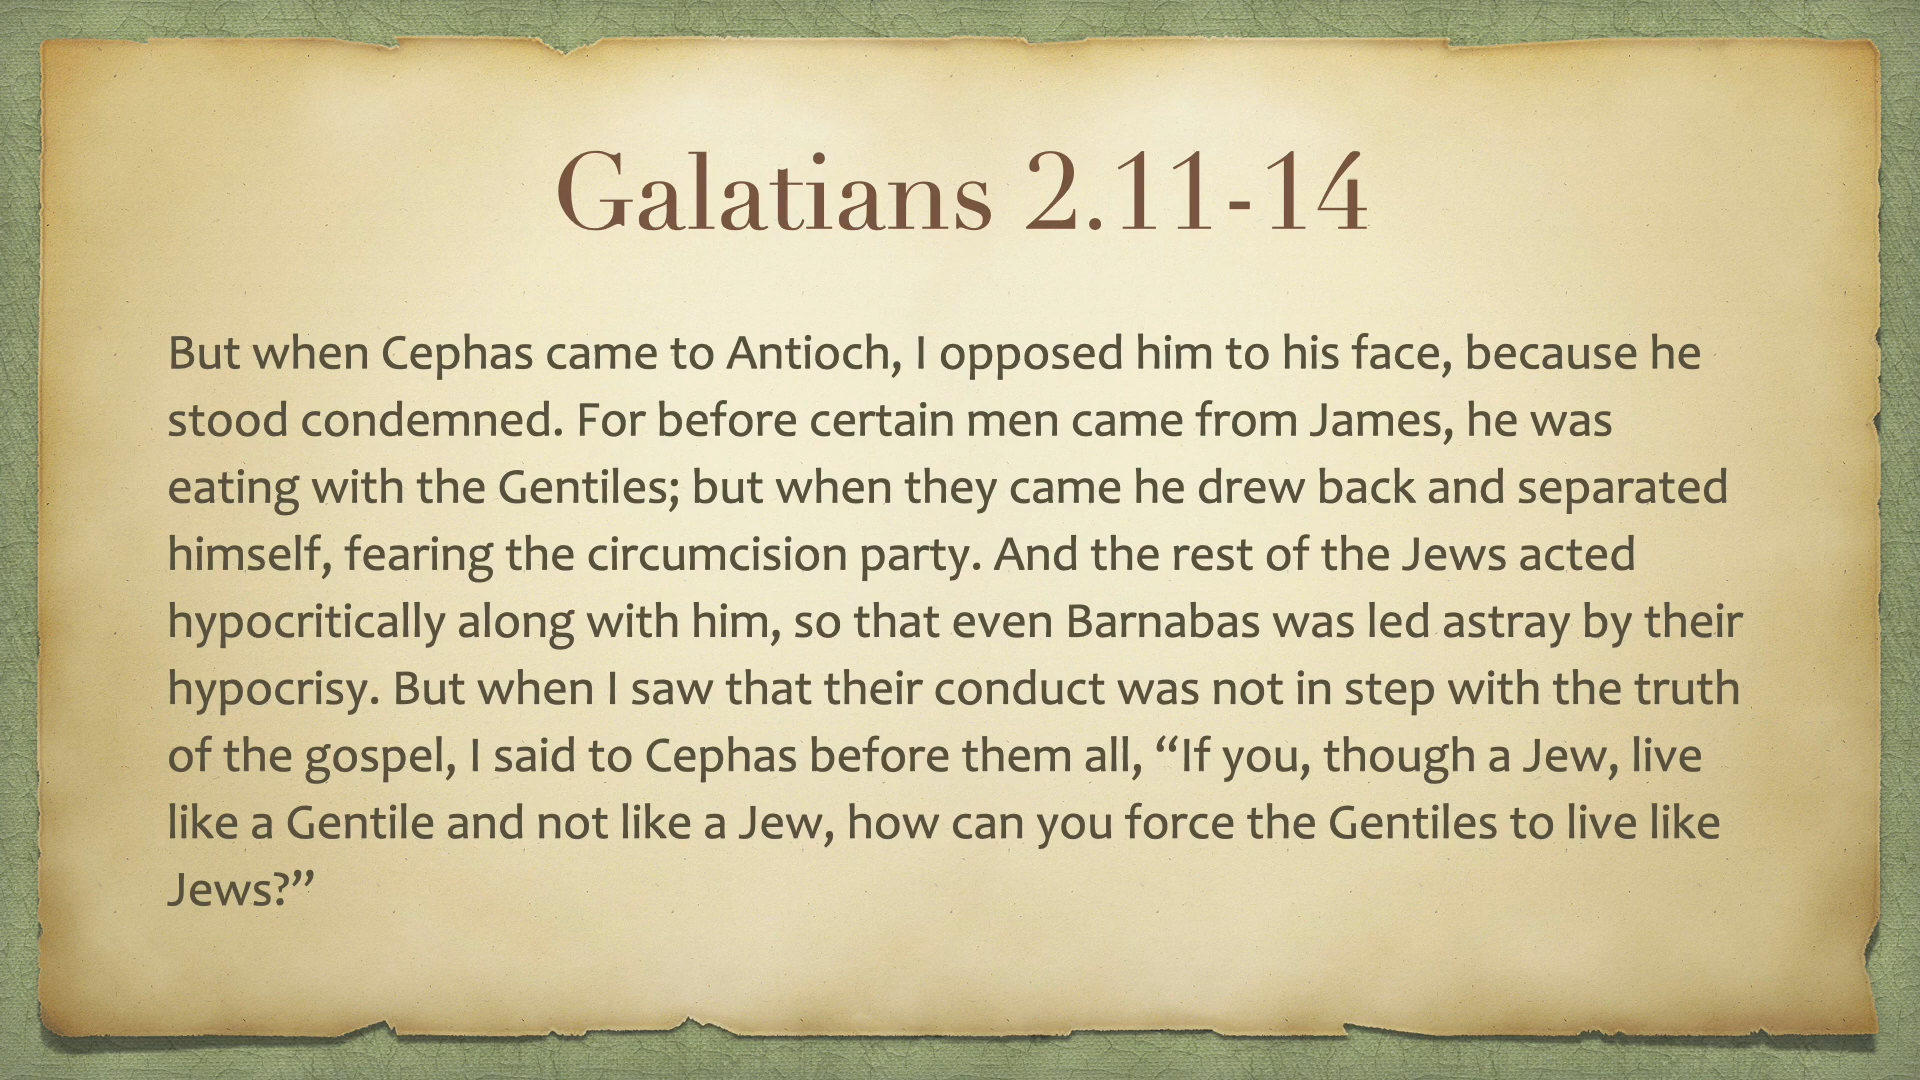 Galatians 2.11-14
But when Cephas came to Antioch, I opposed him to his face, because he
stood condemned. For before certain men came from James, he was
eating with the Gentiles; but when they came he drew back and separated
himself, fearing the circumcision party. And the rest of the Jews acted
hypocritically along with him, so that even Barnabas was led astray by their
hypocrisy. But when I saw that their conduct was not in step with the truth
of the gospel, I said to Cephas before them all, “If you, though a Jew, live
like a Gentile and not like a Jew, how can you force the Gentiles to live like
Jews?”